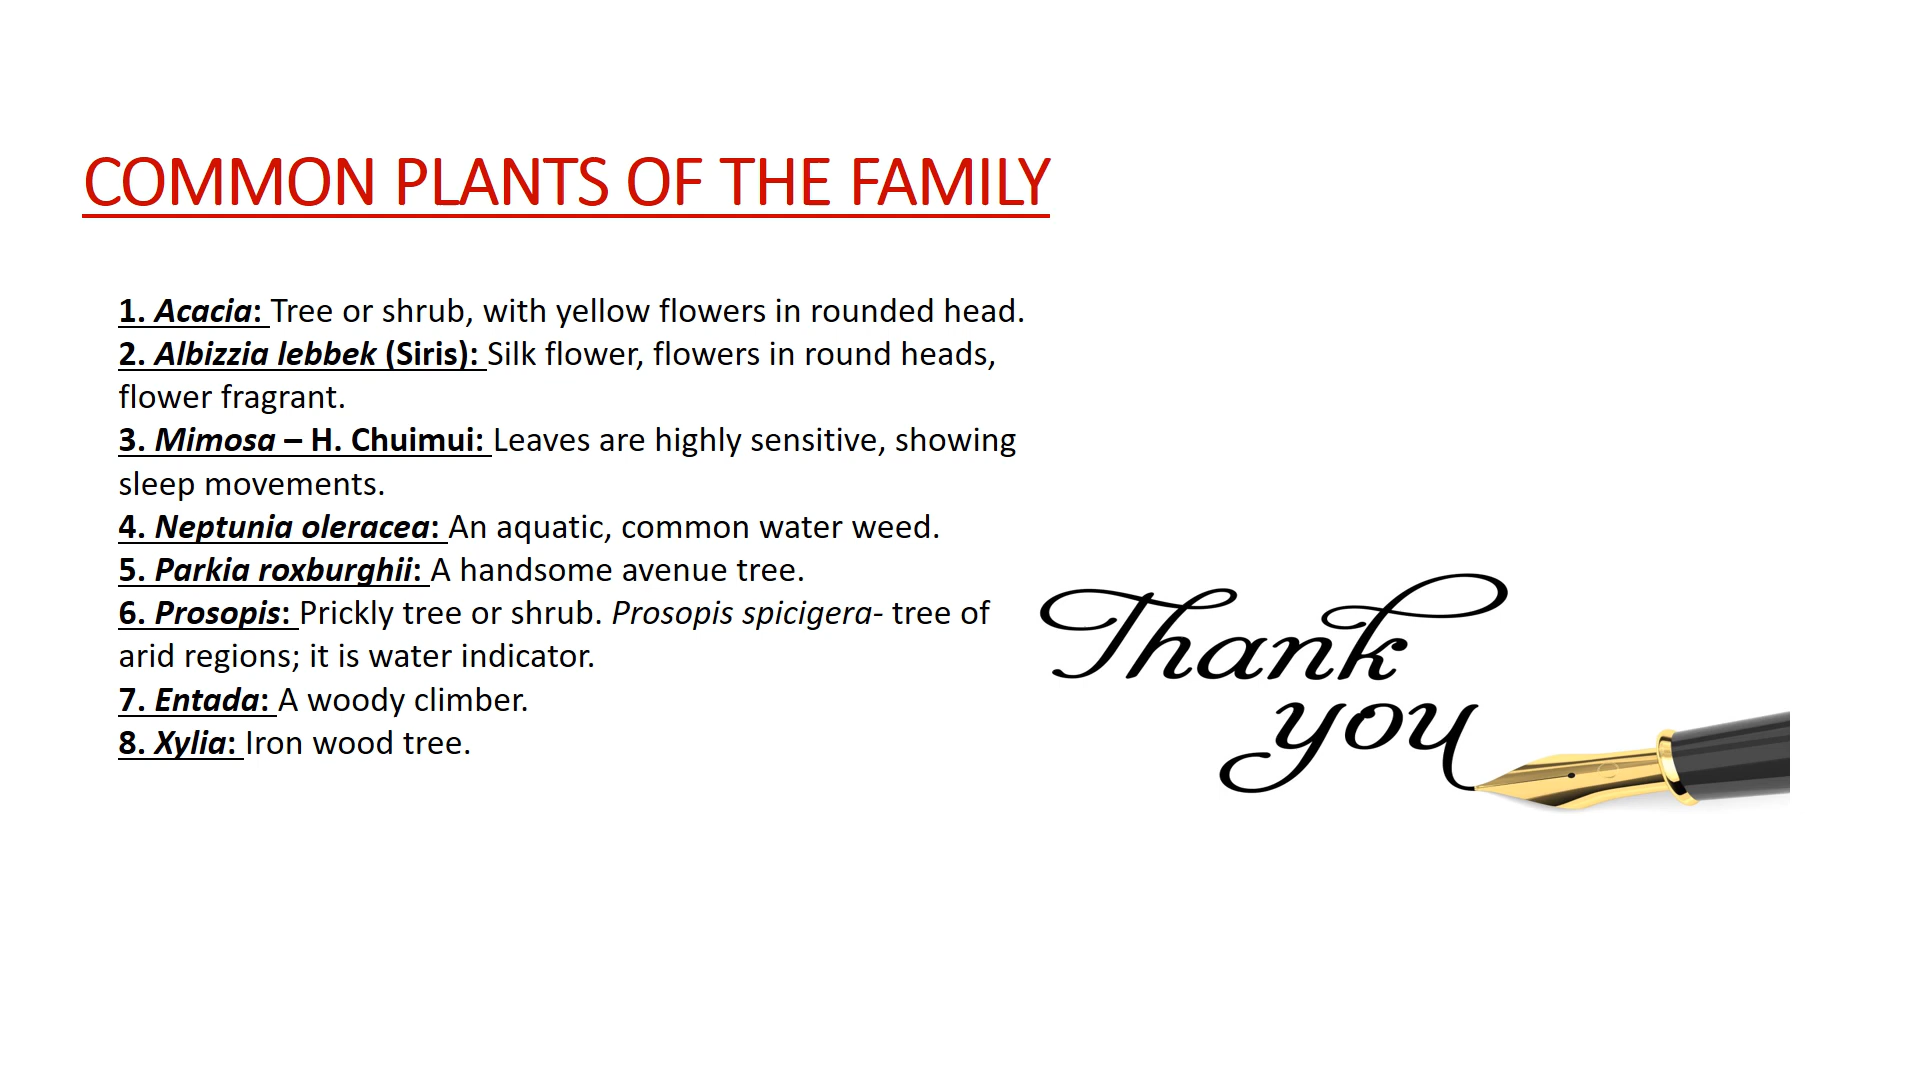 COMMON PLANTS OF THE FAMILY
1. Acacia: Tree or shrub, with yellow flowers in rounded head.
2. Albizzia lebbek (Siris): Silk flower, flowers in round heads,
flower fragrant.
3. Mimosa – H. Chuimui: Leaves are highly sensitive, showing
sleep movements.
4. Neptunia oleracea: An aquatic, common water weed.
5. Parkia roxburghii: A handsome avenue tree.
6. Prosopis: Prickly tree or shrub. Prosopis spicigera- tree of
arid regions; it is water indicator.
7. Entada: A woody climber.
8. Xylia: Iron wood tree.
Thank
you